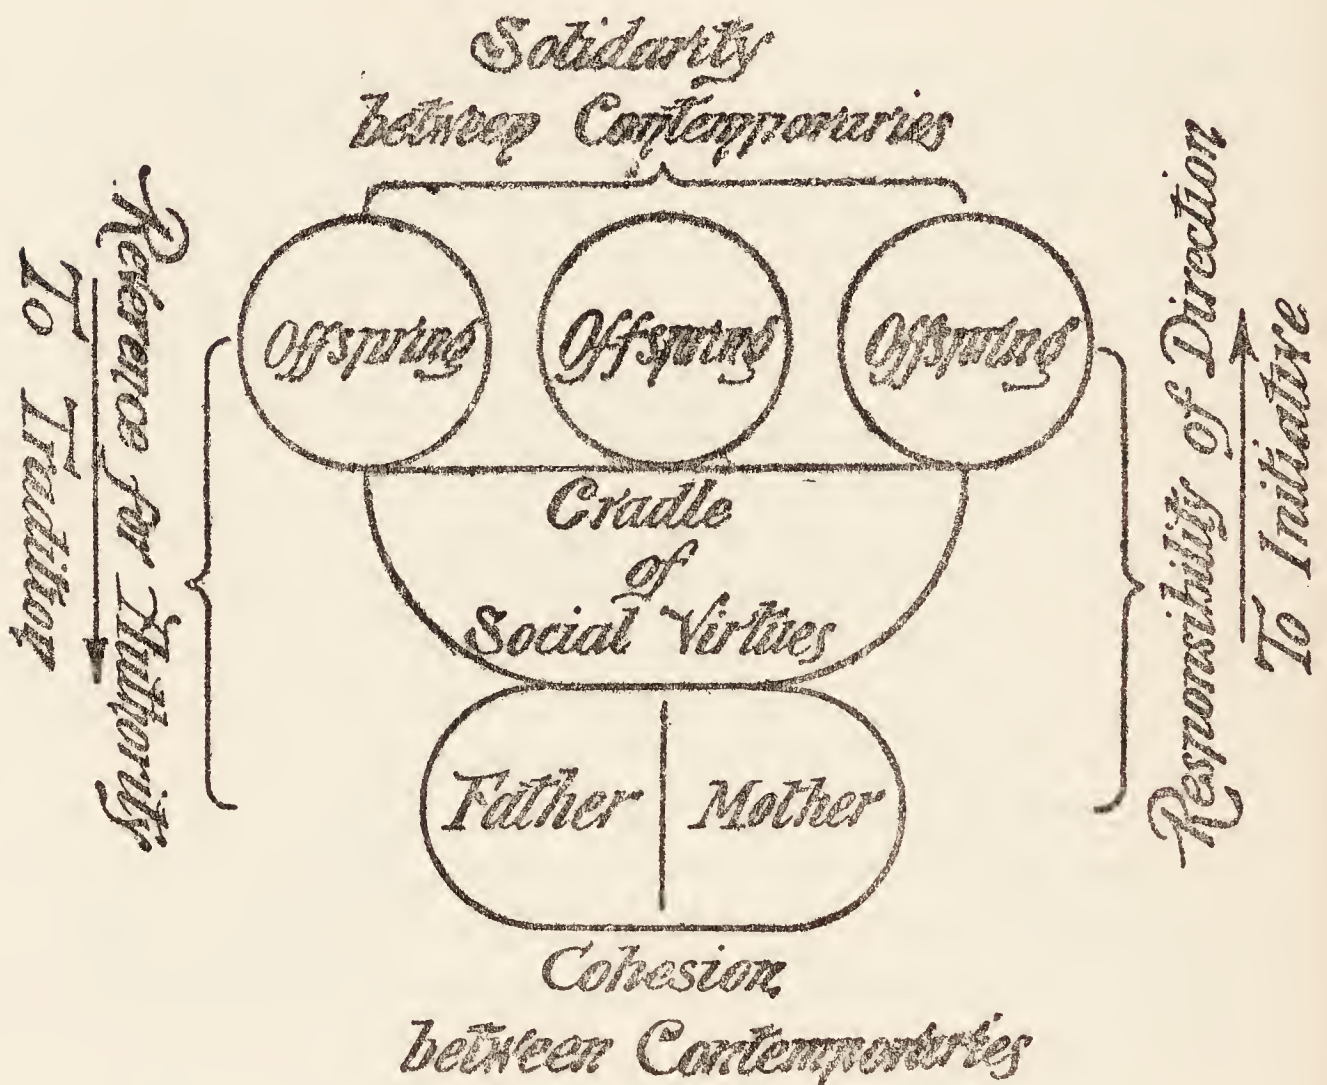 Solidarity
between Contemporaries
Reverence for Authority
To Tradition
Offspring
Offspring
Offspring
Responsibility of Direction
To Initiative
Cradle
of
Social Virtues
Father
Mother
Cohesion
between Contemporaries